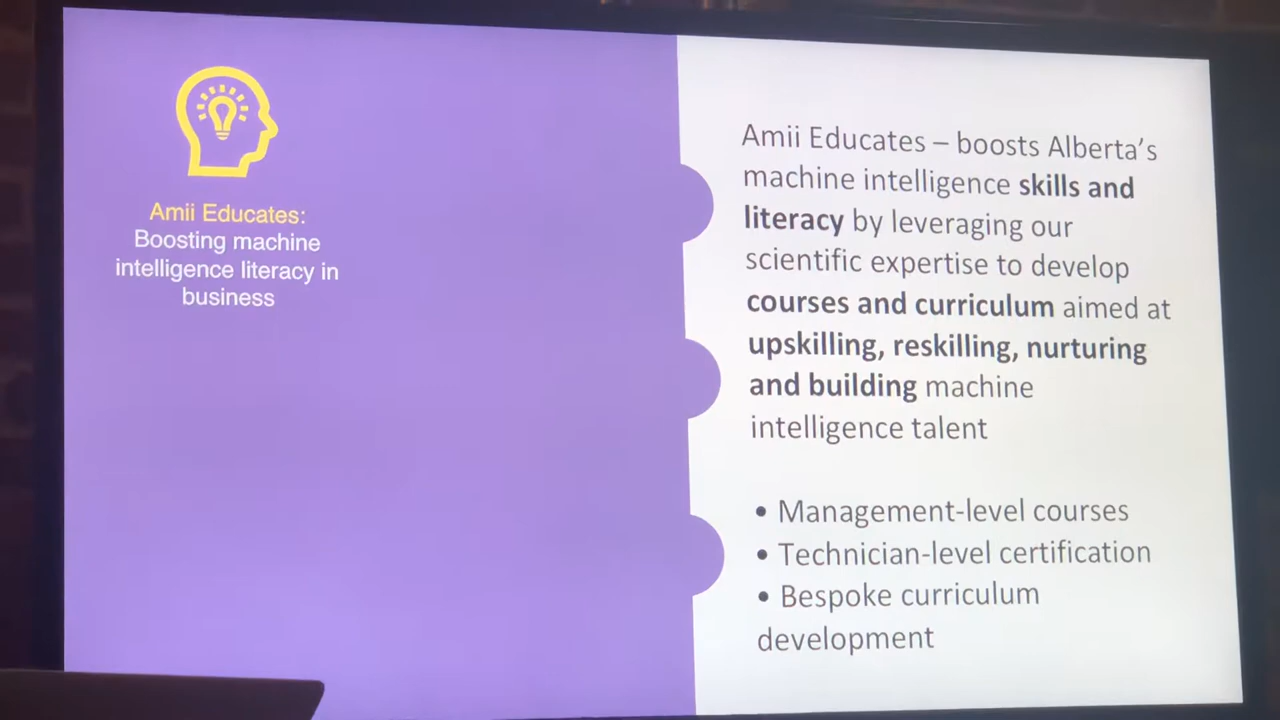 Amii Educates:
Boosting machine
intelligence literacy in
business
Amii Educates – boosts Alberta's
machine intelligence skills and
literacy by leveraging our
scientific expertise to develop
courses and curriculum aimed at
upskilling, reskilling, nurturing
and building machine
intelligence talent
• Management-level courses
• Technician-level certification
• Bespoke curriculum
development